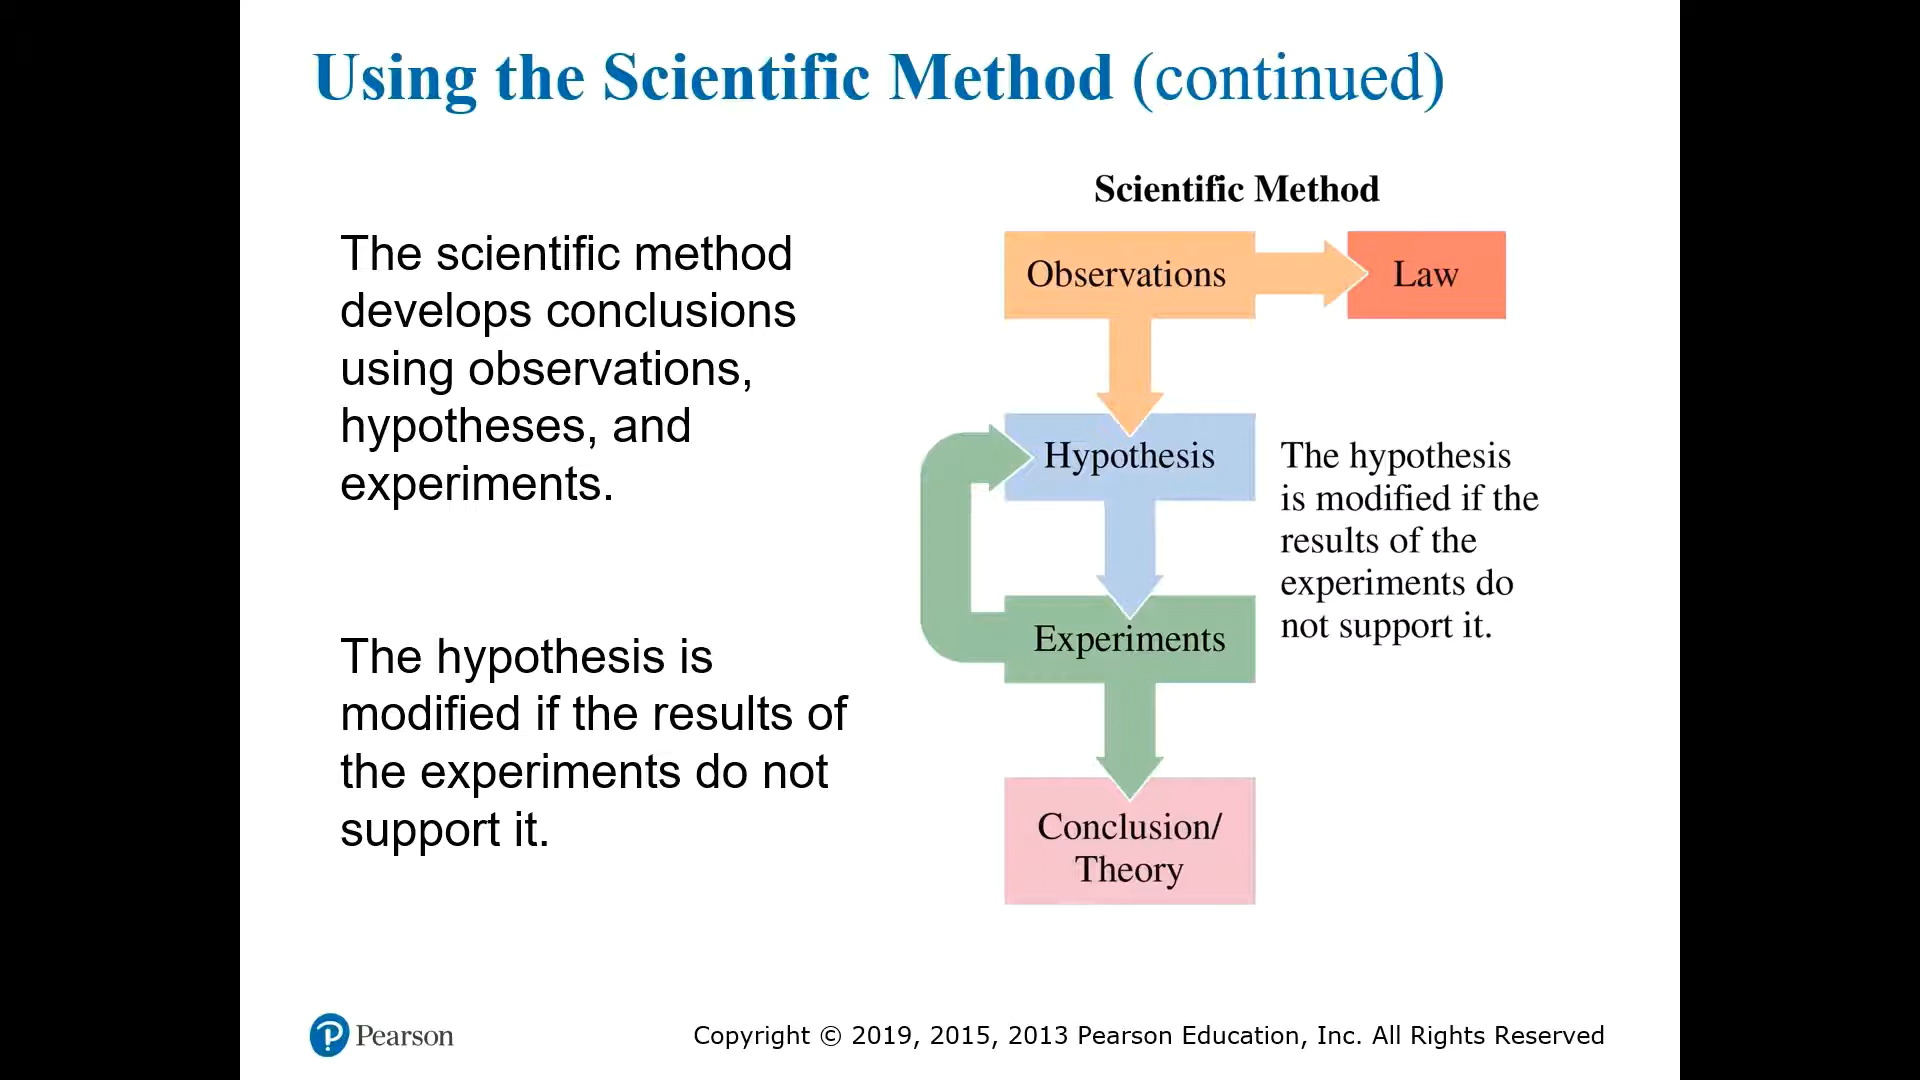 Using the Scientific Method (continued)
The scientific method
develops conclusions
using observations,
hypotheses, and
experiments.
The hypothesis is
modified if the results of
the experiments do not
support it.
Scientific Method
Observations
Law
Hypothesis
The hypothesis
is modified if the
results of the
experiments do
not support it.
Experiments
Conclusion/
Theory
Pearson
Copyright © 2019, 2015, 2013 Pearson Education, Inc. All Rights Reserved